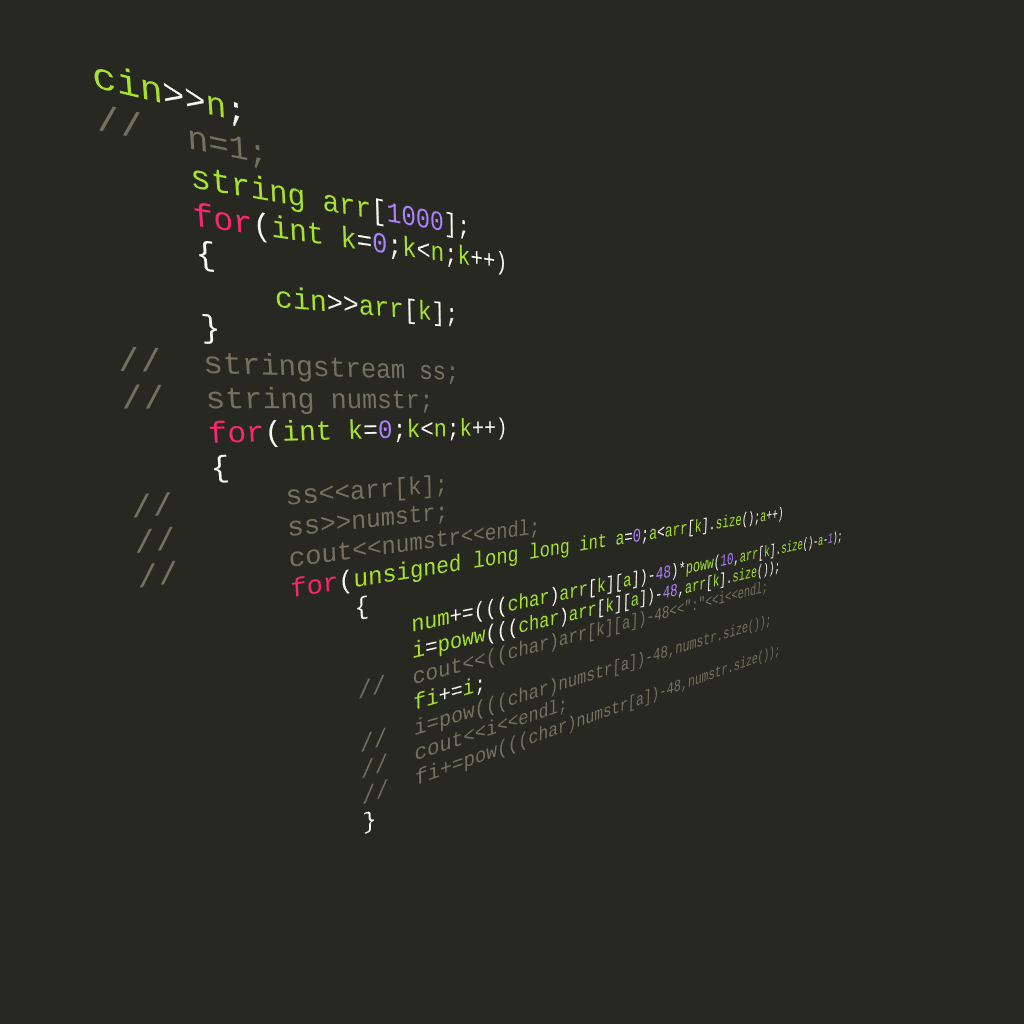 cin>>n;
//   n=1;
string arr[1000];
for(int k=0;k<n;k++)
{
cin>>arr[k];
}
//   stringstream ss;
//   string numstr;
for(int k=0;k<n;k++)
{
//   ss<<arr[k];
//   ss>>numstr;
//   cout<<numstr<<endl;
for(unsigned long long int a=0;a<arr[k].size();a++)
{
num+=(((char)arr[k][a])-48)*poww(10,arr[k].size()-a-1);
i=poww(((char)arr[k][a])-48,arr[k].size());
//   cout<<((char)arr[k][a])-48<<":"<<i<<endl;
fi+=i;
//   i=pow(((char)numstr[a])-48,numstr.size());
//   cout<<i<<endl;
//   fi+=pow(((char)numstr[a])-48,numstr.size());
}